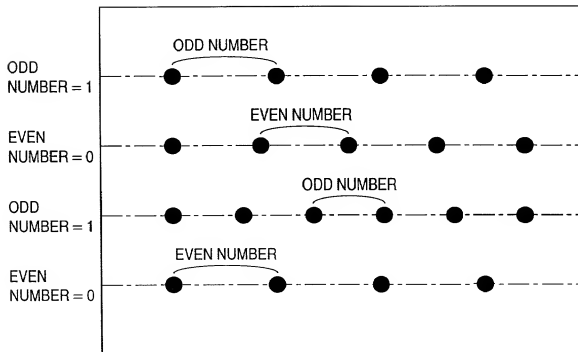 ODD NUMBER
ODD
NUMBER = 1
EVEN NUMBER
EVEN
NUMBER = 0
ODD NUMBER
ODD
NUMBER = 1
EVEN NUMBER
EVEN
NUMBER = 0